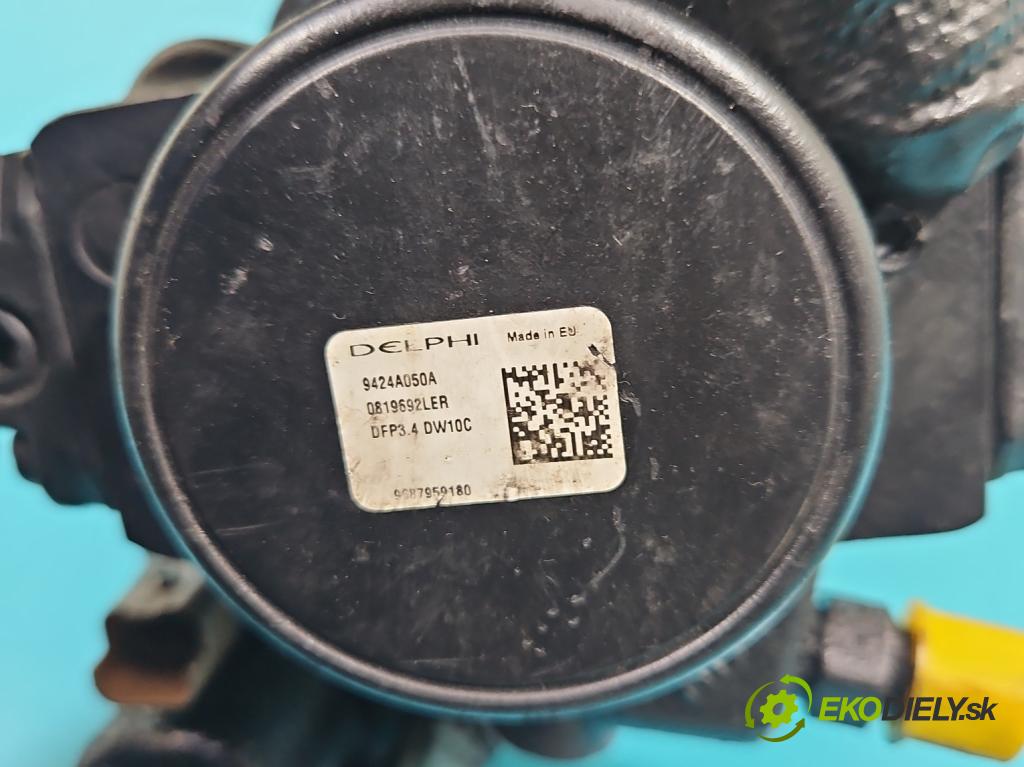 DELPHI Made in EU
9424A050A
0819692LER
DFP3.4 DW10C
9687959180
EKODIELY.sk